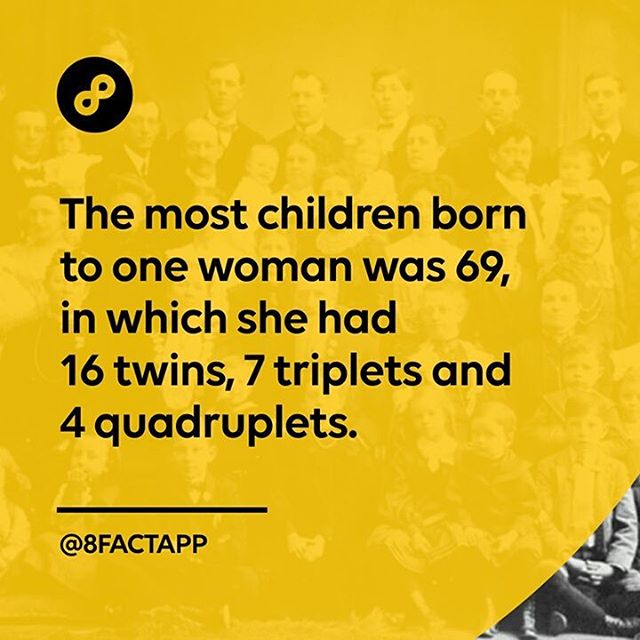 The most children born
to one woman was 69,
in which she had
16 twins, 7 triplets and
4 quadruplets.
@8FACTAPP